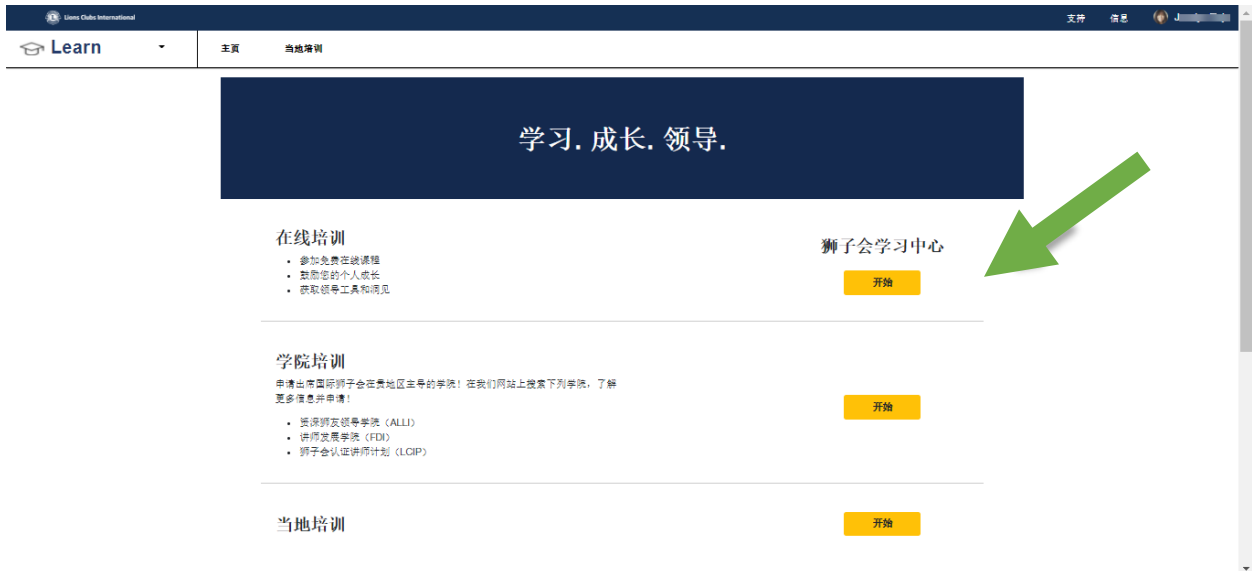 Lions Clubs International
支持 信息
Learn
主页 当地培训
学习. 成长. 领导.
在线培训
• 参加免费在线课程
• 鼓励您的个人成长
• 获取领导工具和洞见
狮子会学习中心
开始
学院培训
申请出席国际狮子会在贵地区主导的学院！在我们网站上搜索下列学院，了解
更多信息并申请！
• 资深狮友领导学院（ALLI）
• 讲师发展学院（FDI）
• 狮子会认证讲师计划（LCIP）
开始
当地培训
开始